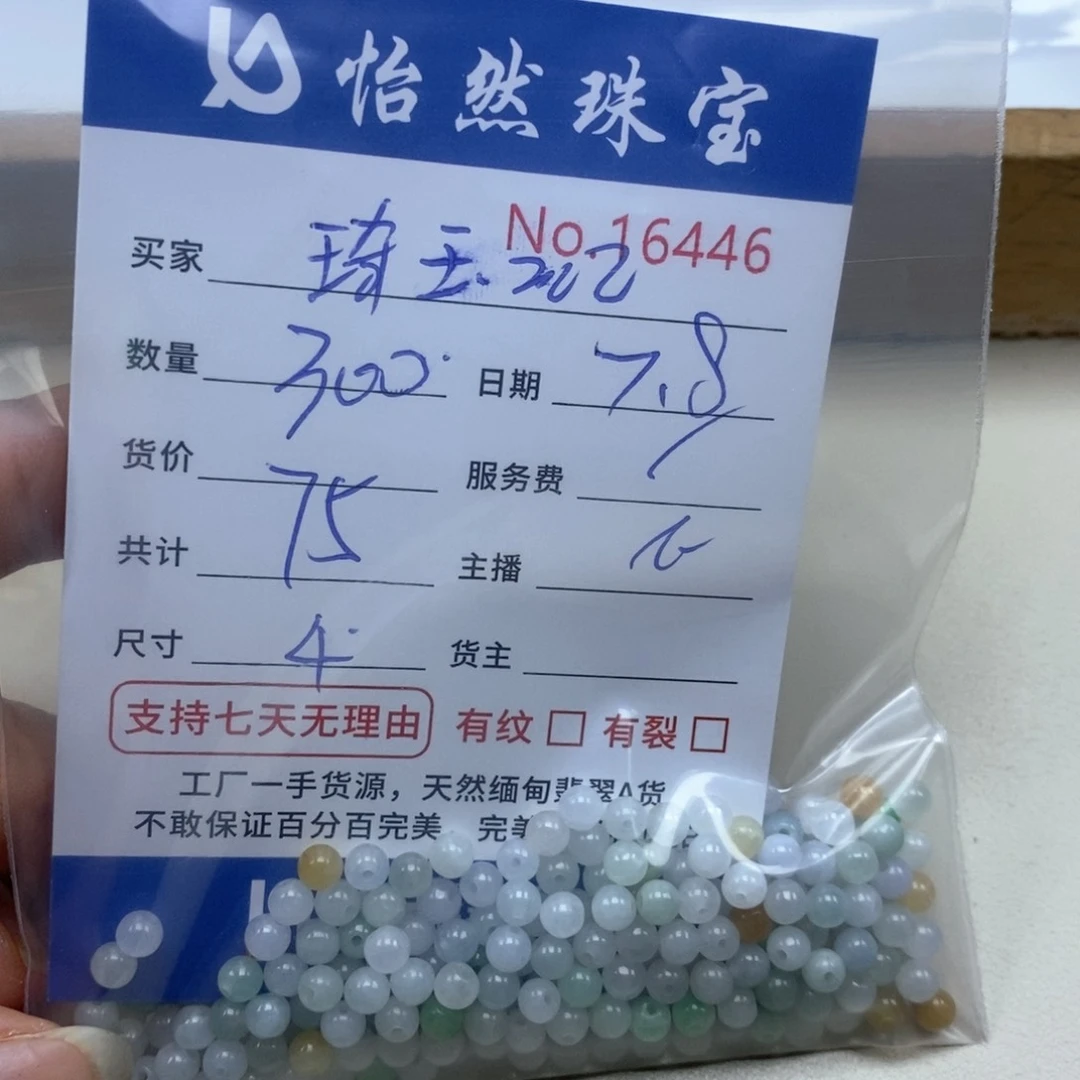 怡然珠宝
No.16446
买家 琦玉
数量 300 日期 7.8
货价 75 服务费
共计 主播
尺寸 4 货主
支持七天无理由 有纹 □ 有裂 □
工厂一手货源，天然缅甸翡翠A货
不敢保证百分百完美